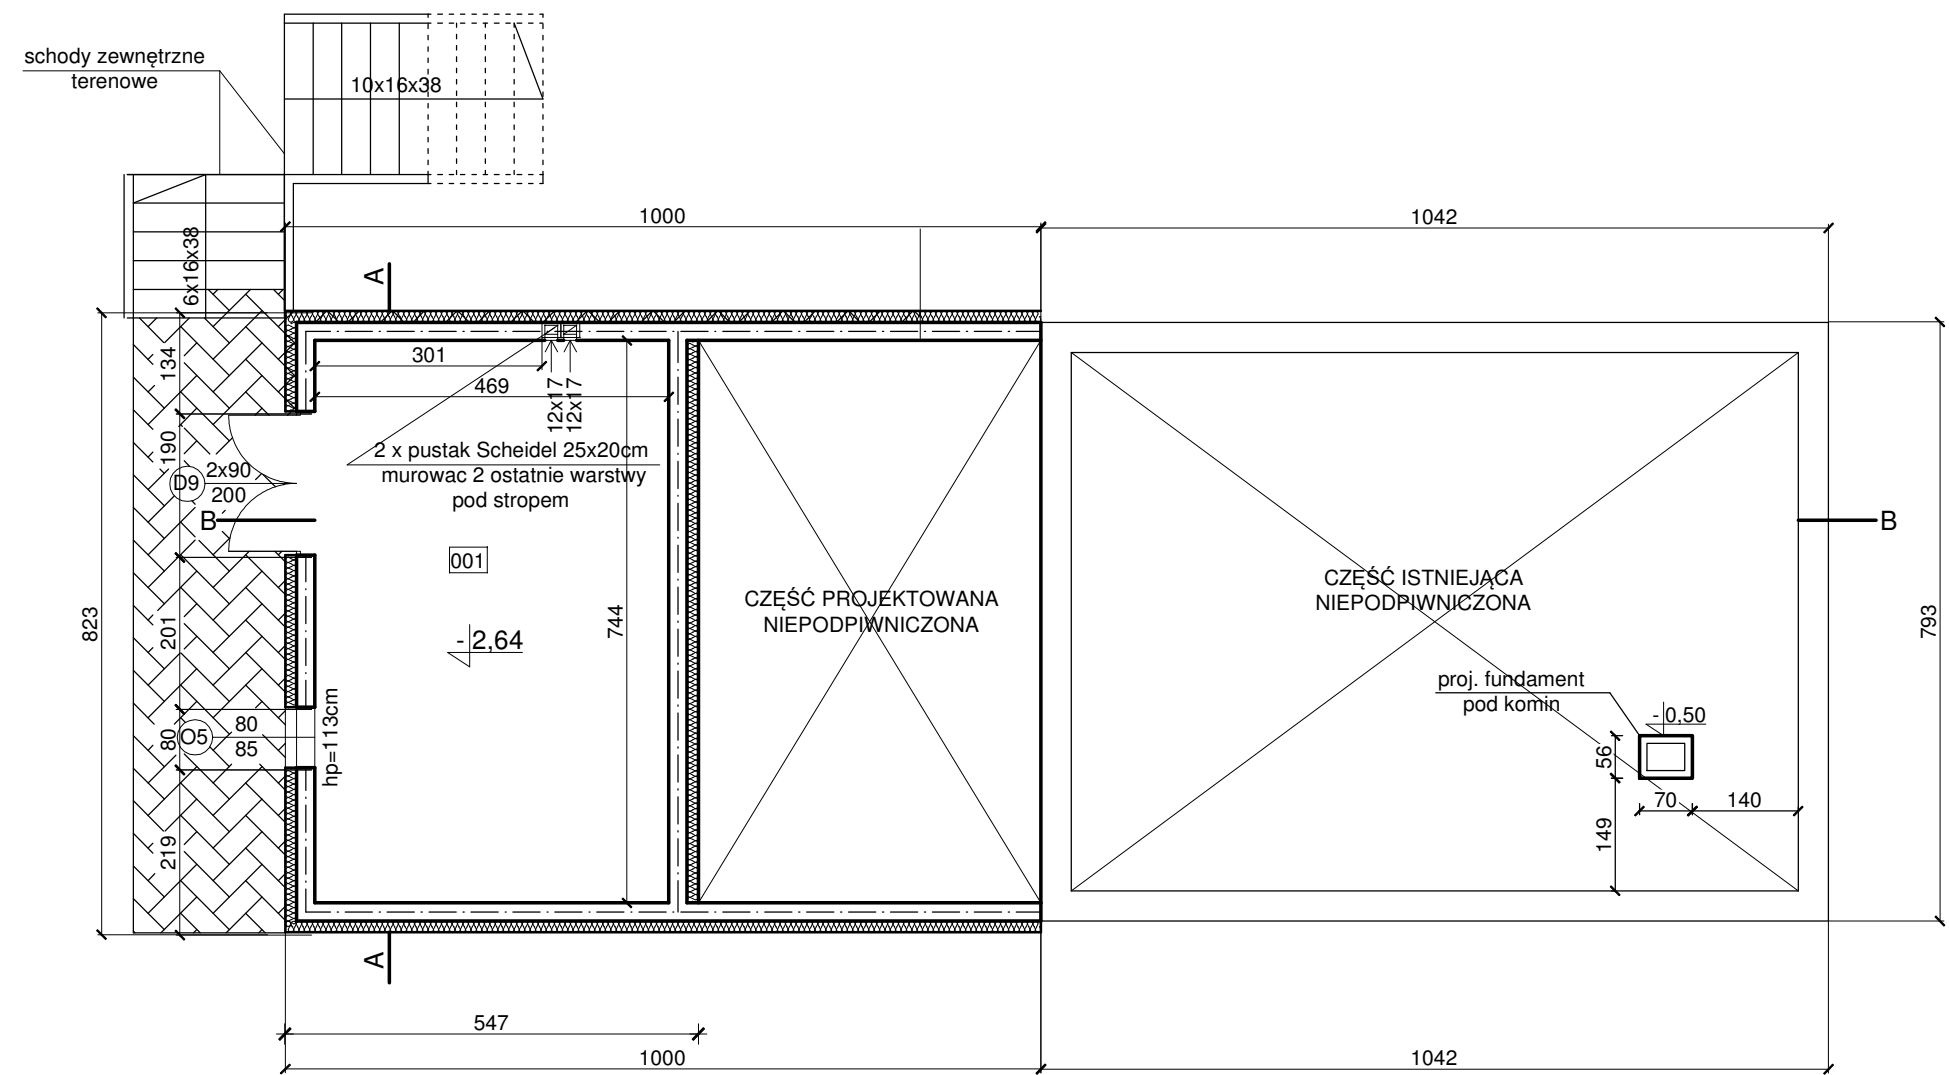 schody zewnętrzne
terenowe
10x16x38
6x16x38
1000
1042
A
823
134
190
201
80
219
301
469
12x17
12x17
2 x pustak Scheidel 25x20cm
murowac 2 ostatnie warstwy
pod stropem
D9
2x90
200
B
B
001
-2,64
744
CZĘŚĆ PROJEKTOWANA
NIEPODPIWNICZONA
CZĘŚĆ ISTNIEJĄCA
NIEPODPIWNICZONA
793
O5
80
85
hp=113cm
proj. fundament
pod komin
-0,50
56
70
140
149
A
547
1000
1042